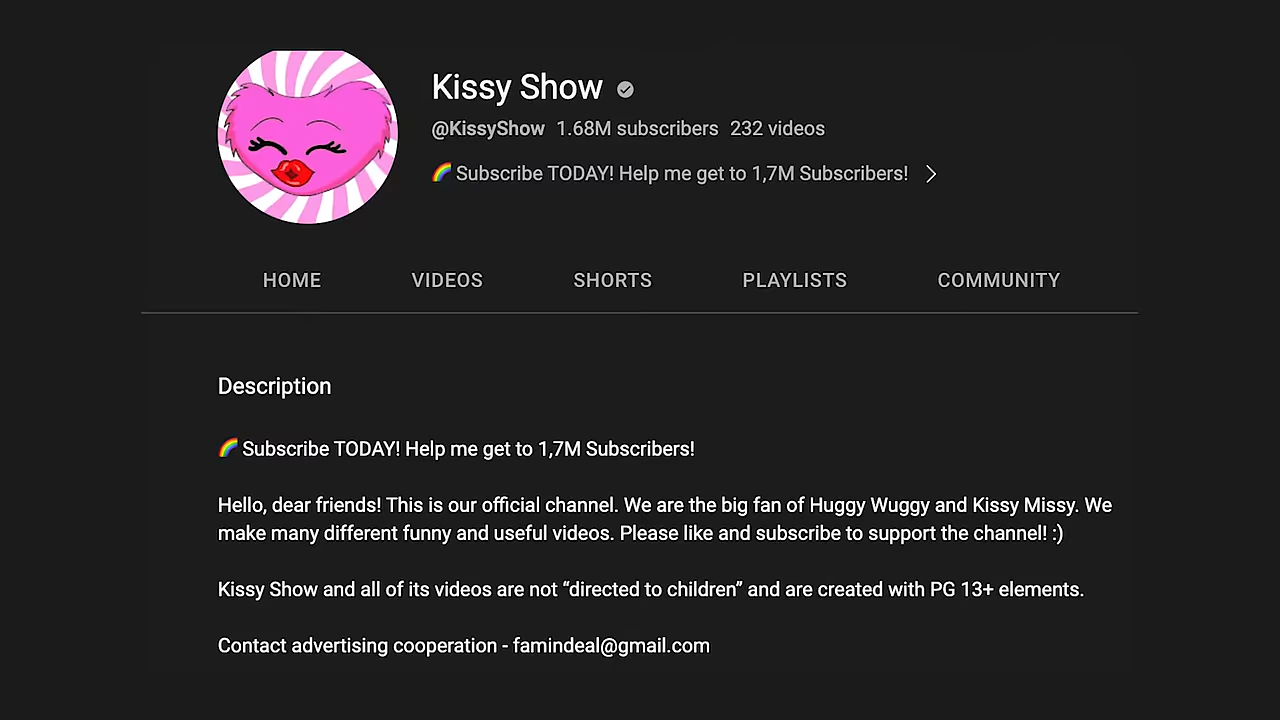 Kissy Show
@KissyShow 1.68M subscribers 232 videos
🌈 Subscribe TODAY! Help me get to 1,7M Subscribers!
HOME VIDEOS SHORTS PLAYLISTS COMMUNITY
Description
🌈 Subscribe TODAY! Help me get to 1,7M Subscribers!
Hello, dear friends! This is our official channel. We are the big fan of Huggy Wuggy and Kissy Missy. We
make many different funny and useful videos. Please like and subscribe to support the channel! :)
Kissy Show and all of its videos are not “directed to children” and are created with PG 13+ elements.
Contact advertising cooperation - famindeal@gmail.com